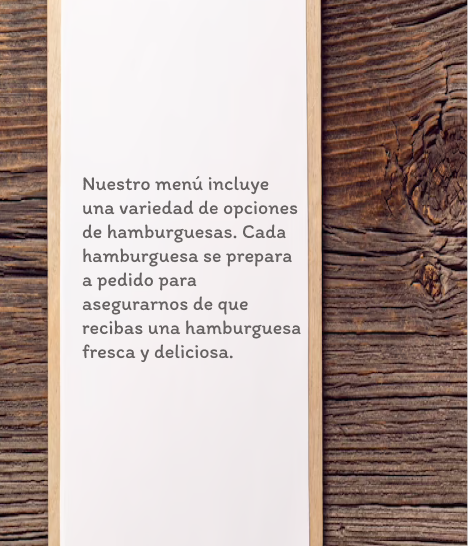 Nuestro menú incluye
una variedad de opciones
de hamburguesas. Cada
hamburguesa se prepara
a pedido para
asegurarnos de que
recibas una hamburguesa
fresca y deliciosa.